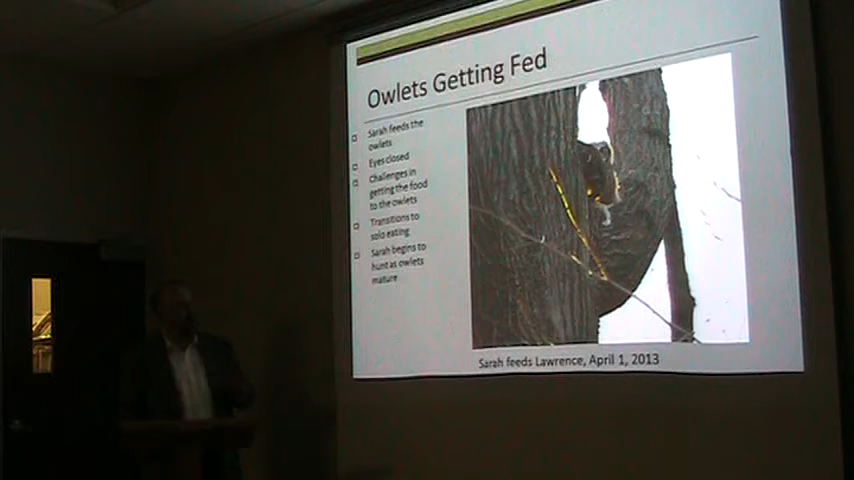 Owlets Getting Fed
Sarah feeds the
owlets
Eyes closed
Challenges in
getting the food
to the owlets
Transitions to
solo eating
Sarah begins to
hunt as owlets
mature
Sarah feeds Lawrence, April 1, 2013